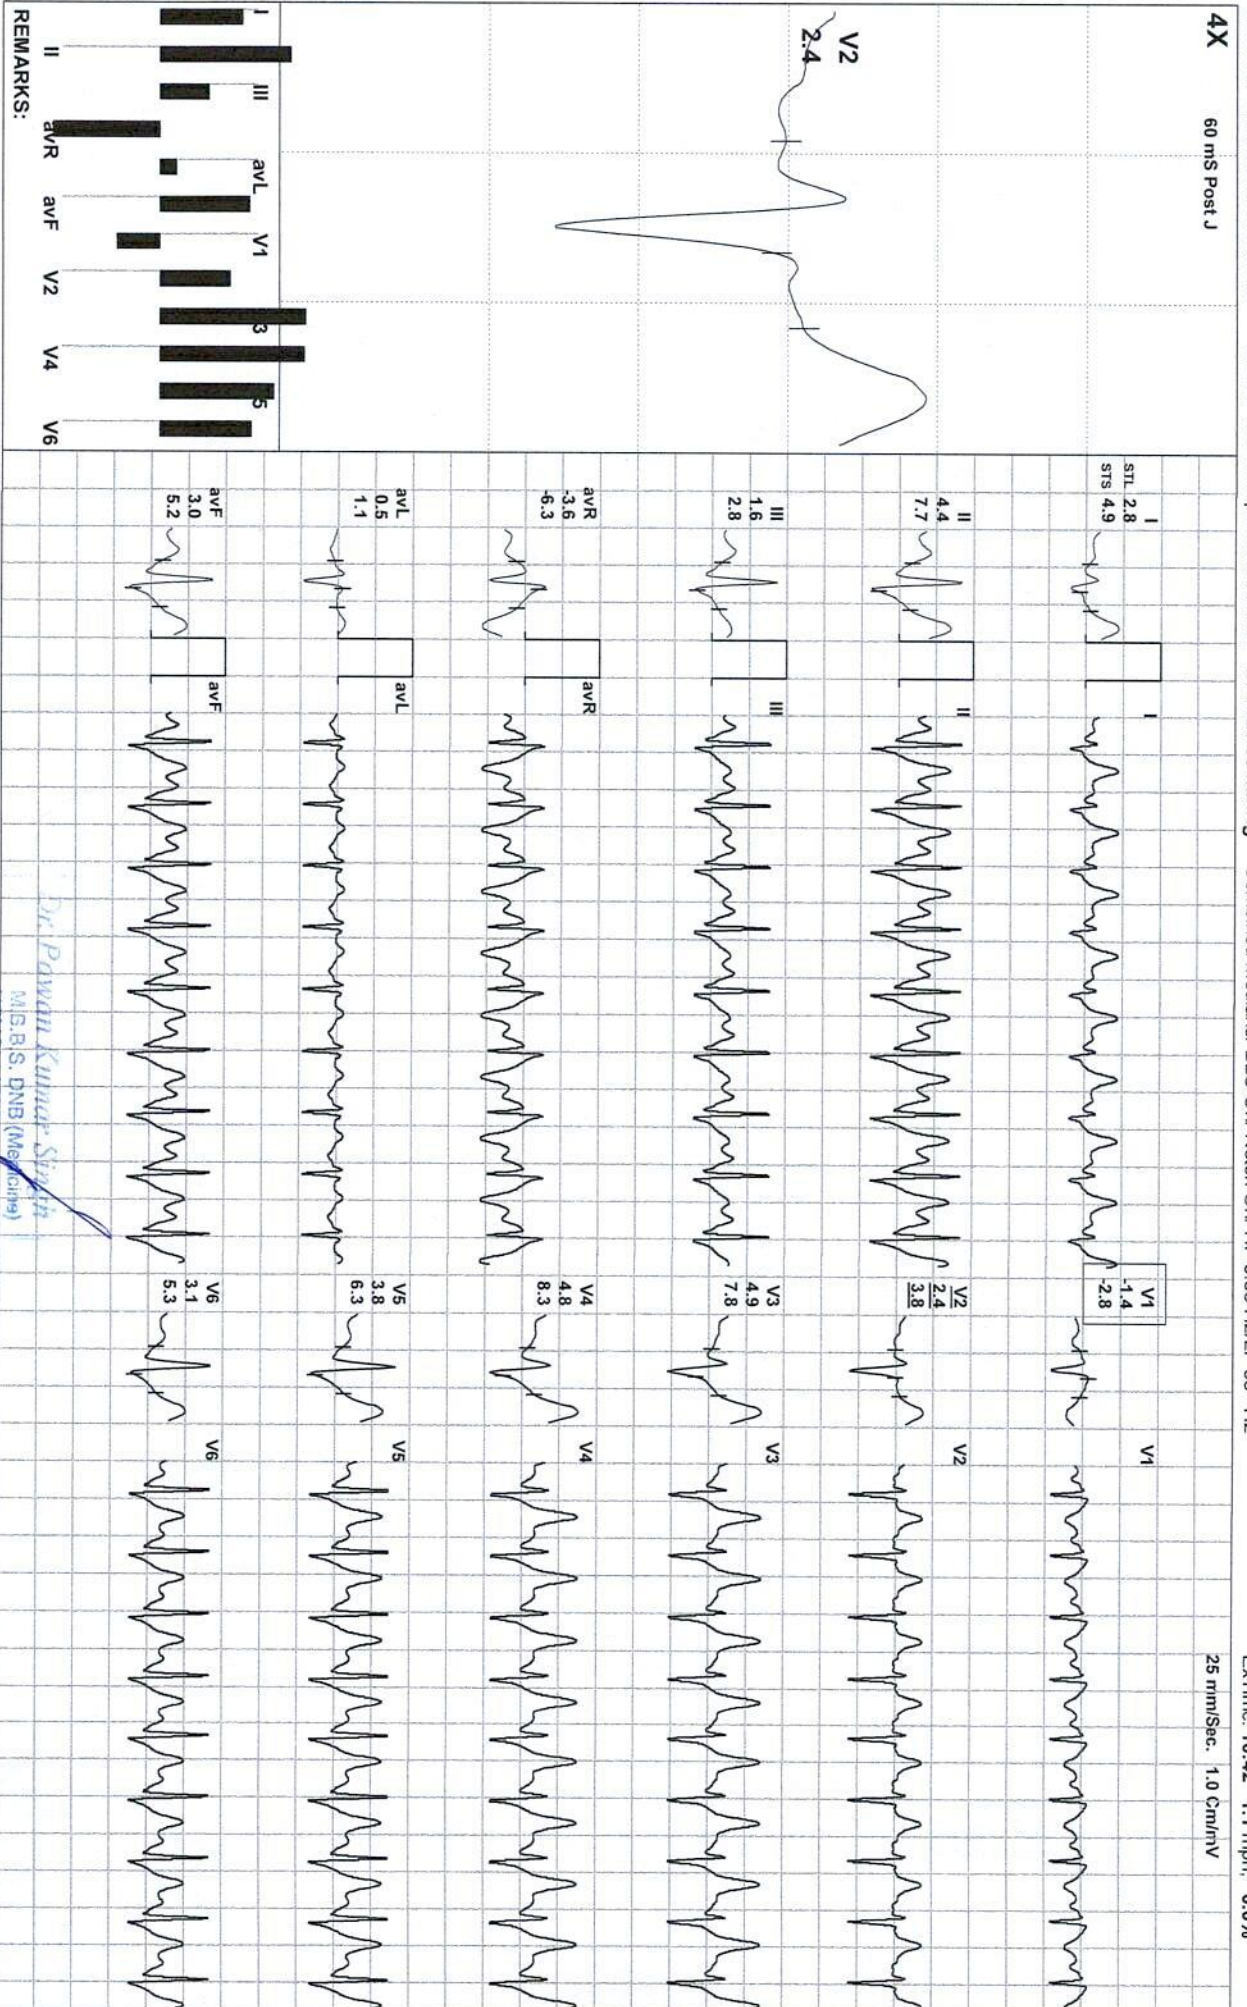 4X
60 mS Post J
25 mm/Sec. 1.0 Cm/mV
V2
2.4
I
STL 2.8
STS 4.9
I
V1
-1.4
-2.8
V1
II
4.4
7.7
II
V2
2.4
3.8
V2
III
1.6
2.8
III
V3
4.9
7.8
V3
avR
-3.6
-6.3
avR
V4
4.8
8.3
V4
avL
0.5
1.1
avL
V5
3.8
6.3
V5
avF
3.0
5.2
avF
V6
3.1
5.3
V6
I III avL V1 3 5
II avR avF V2 V4 V6
REMARKS:
Dr. Pawan Kumar Singh
M.B.B.S. DNB (Medicine)